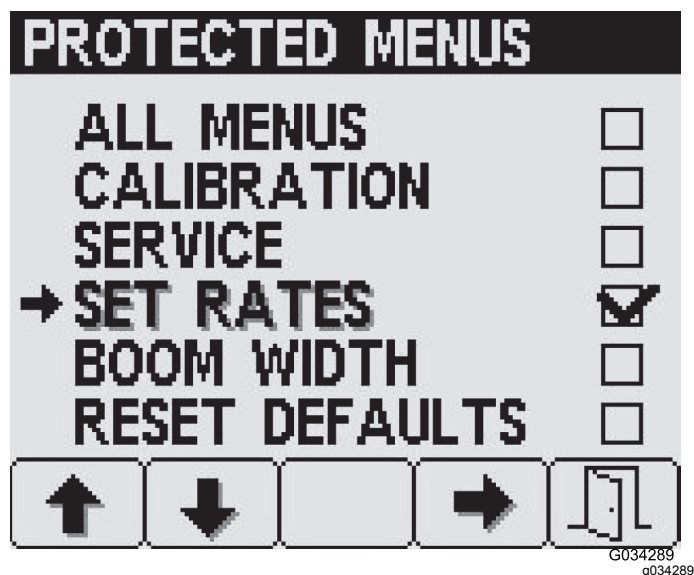 PROTECTED MENUS
ALL MENUS
CALIBRATION
SERVICE
SET RATES
BOOM WIDTH
RESET DEFAULTS
G034289
g034289